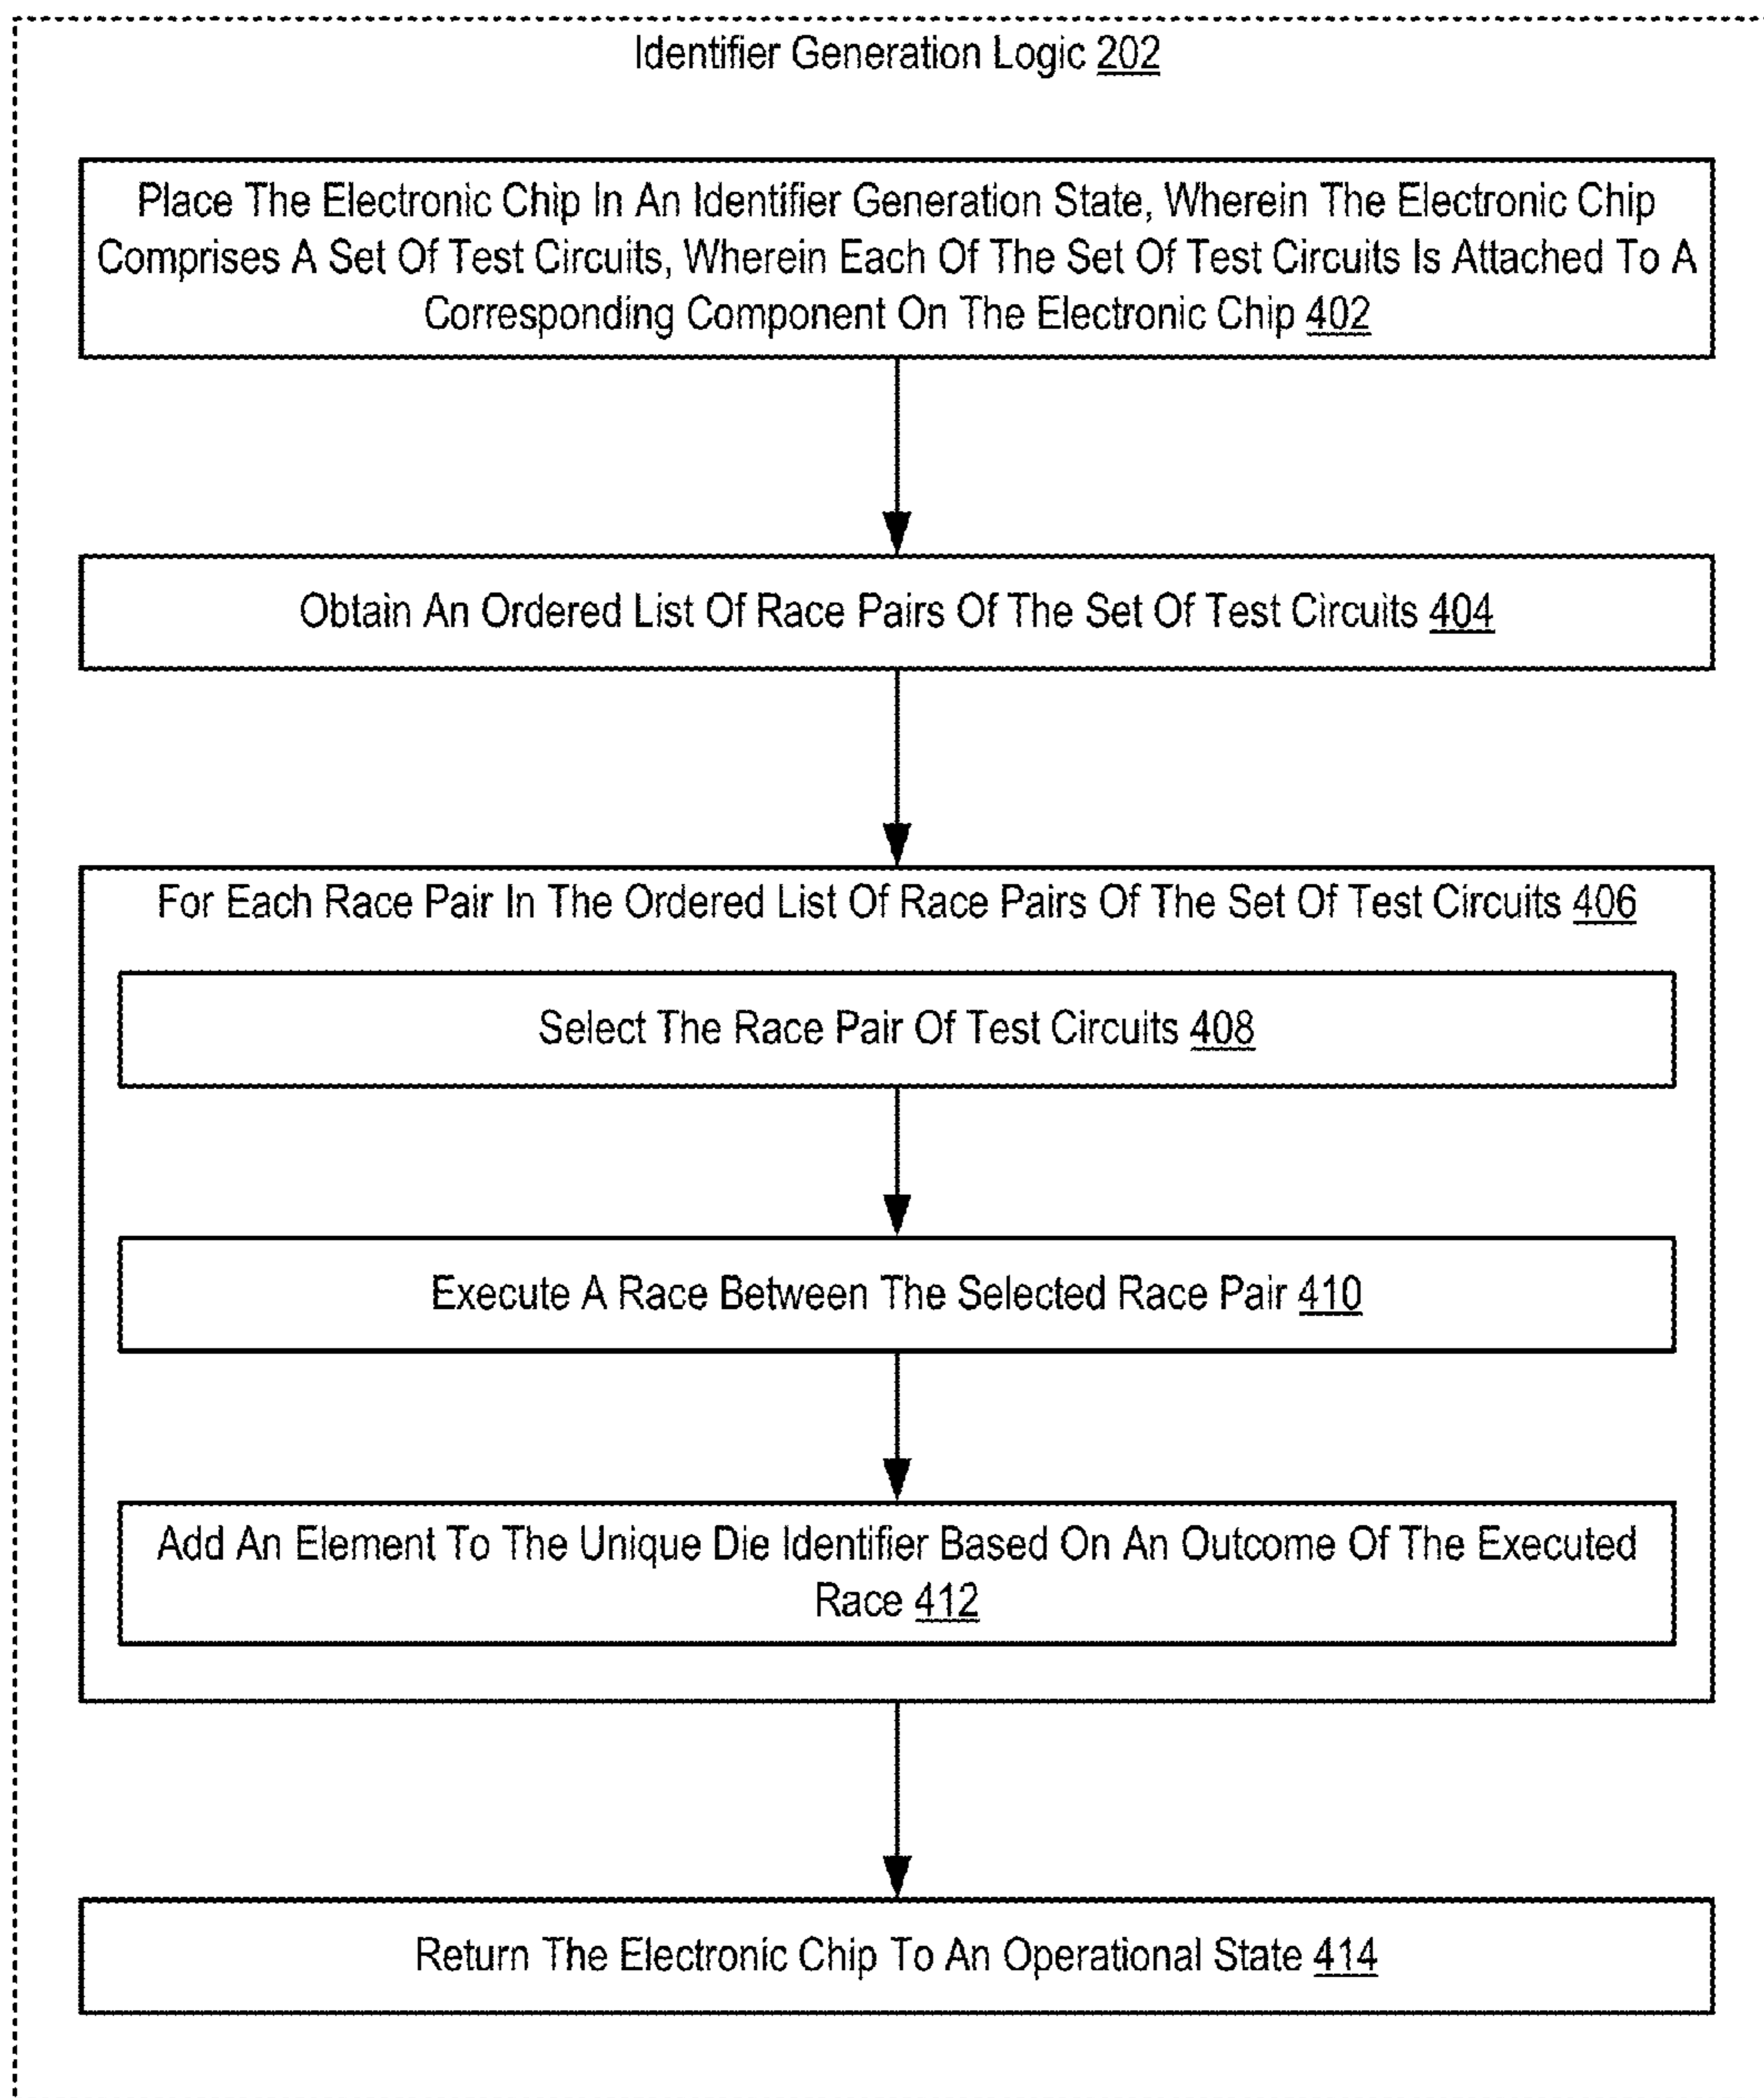 Identifier Generation Logic 202
Place The Electronic Chip In An Identifier Generation State, Wherein The Electronic Chip
Comprises A Set Of Test Circuits, Wherein Each Of The Set Of Test Circuits Is Attached To A
Corresponding Component On The Electronic Chip 402
Obtain An Ordered List Of Race Pairs Of The Set Of Test Circuits 404
For Each Race Pair In The Ordered List Of Race Pairs Of The Set Of Test Circuits 406
Select The Race Pair Of Test Circuits 408
Execute A Race Between The Selected Race Pair 410
Add An Element To The Unique Die Identifier Based On An Outcome Of The Executed
Race 412
Return The Electronic Chip To An Operational State 414